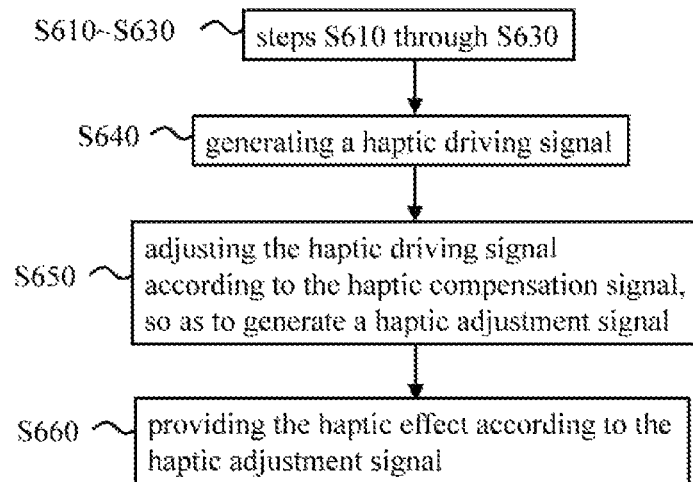 S610~S630
steps S610 through S630
S640
generating a haptic driving signal
S650
adjusting the haptic driving signal
according to the haptic compensation signal,
so as to generate a haptic adjustment signal
S660
providing the haptic effect according to the
haptic adjustment signal